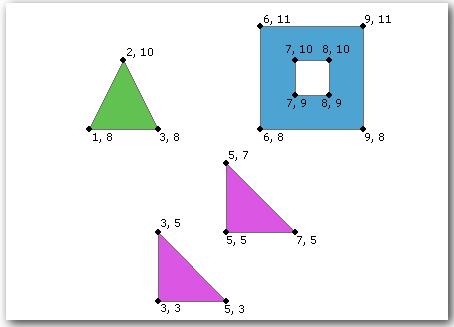 6, 11 9, 11
2, 10 7, 10 8, 10
7, 9 8, 9
1, 8 3, 8 6, 8 9, 8
5, 7
3, 5 5, 5 7, 5
3, 3 5, 3